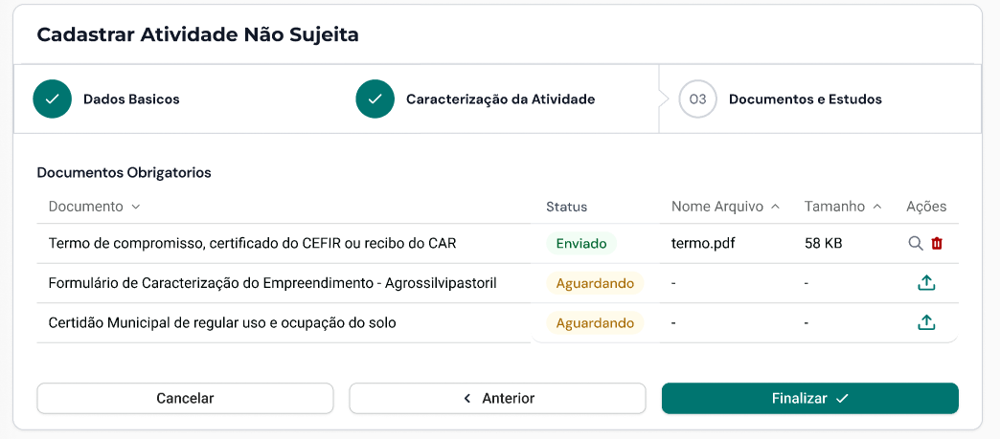 Cadastrar Atividade Não Sujeita
Dados Basicos
Caracterização da Atividade
03 Documentos e Estudos
Documentos Obrigatorios
Documento Status Nome Arquivo Tamanho Ações
Termo de compromisso, certificado do CEFIR ou recibo do CAR Enviado termo.pdf 58 KB
Formulário de Caracterização do Empreendimento - Agrossilvipastoril Aguardando - -
Certidão Municipal de regular uso e ocupação do solo Aguardando - -
Cancelar Anterior Finalizar